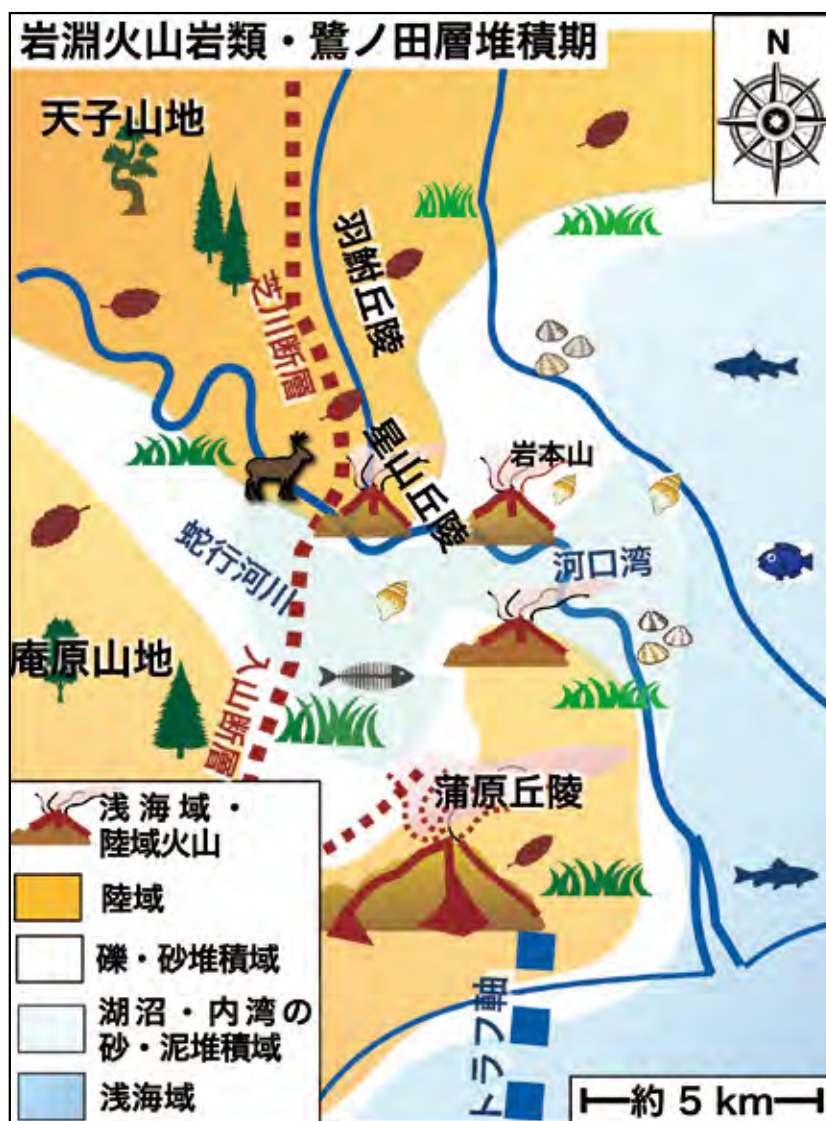 岩淵火山岩類・鷺ノ田層堆積期
N
天子山地
羽鮒丘陵
芝川断層
星山丘陵
岩本山
蛇行河川
河口湾
庵原山地
入山断層
蒲原丘陵
浅海域・
陸域火山
陸域
礫・砂堆積域
湖沼・内湾の
砂・泥堆積域
浅海域
トラフ軸
約 5 km